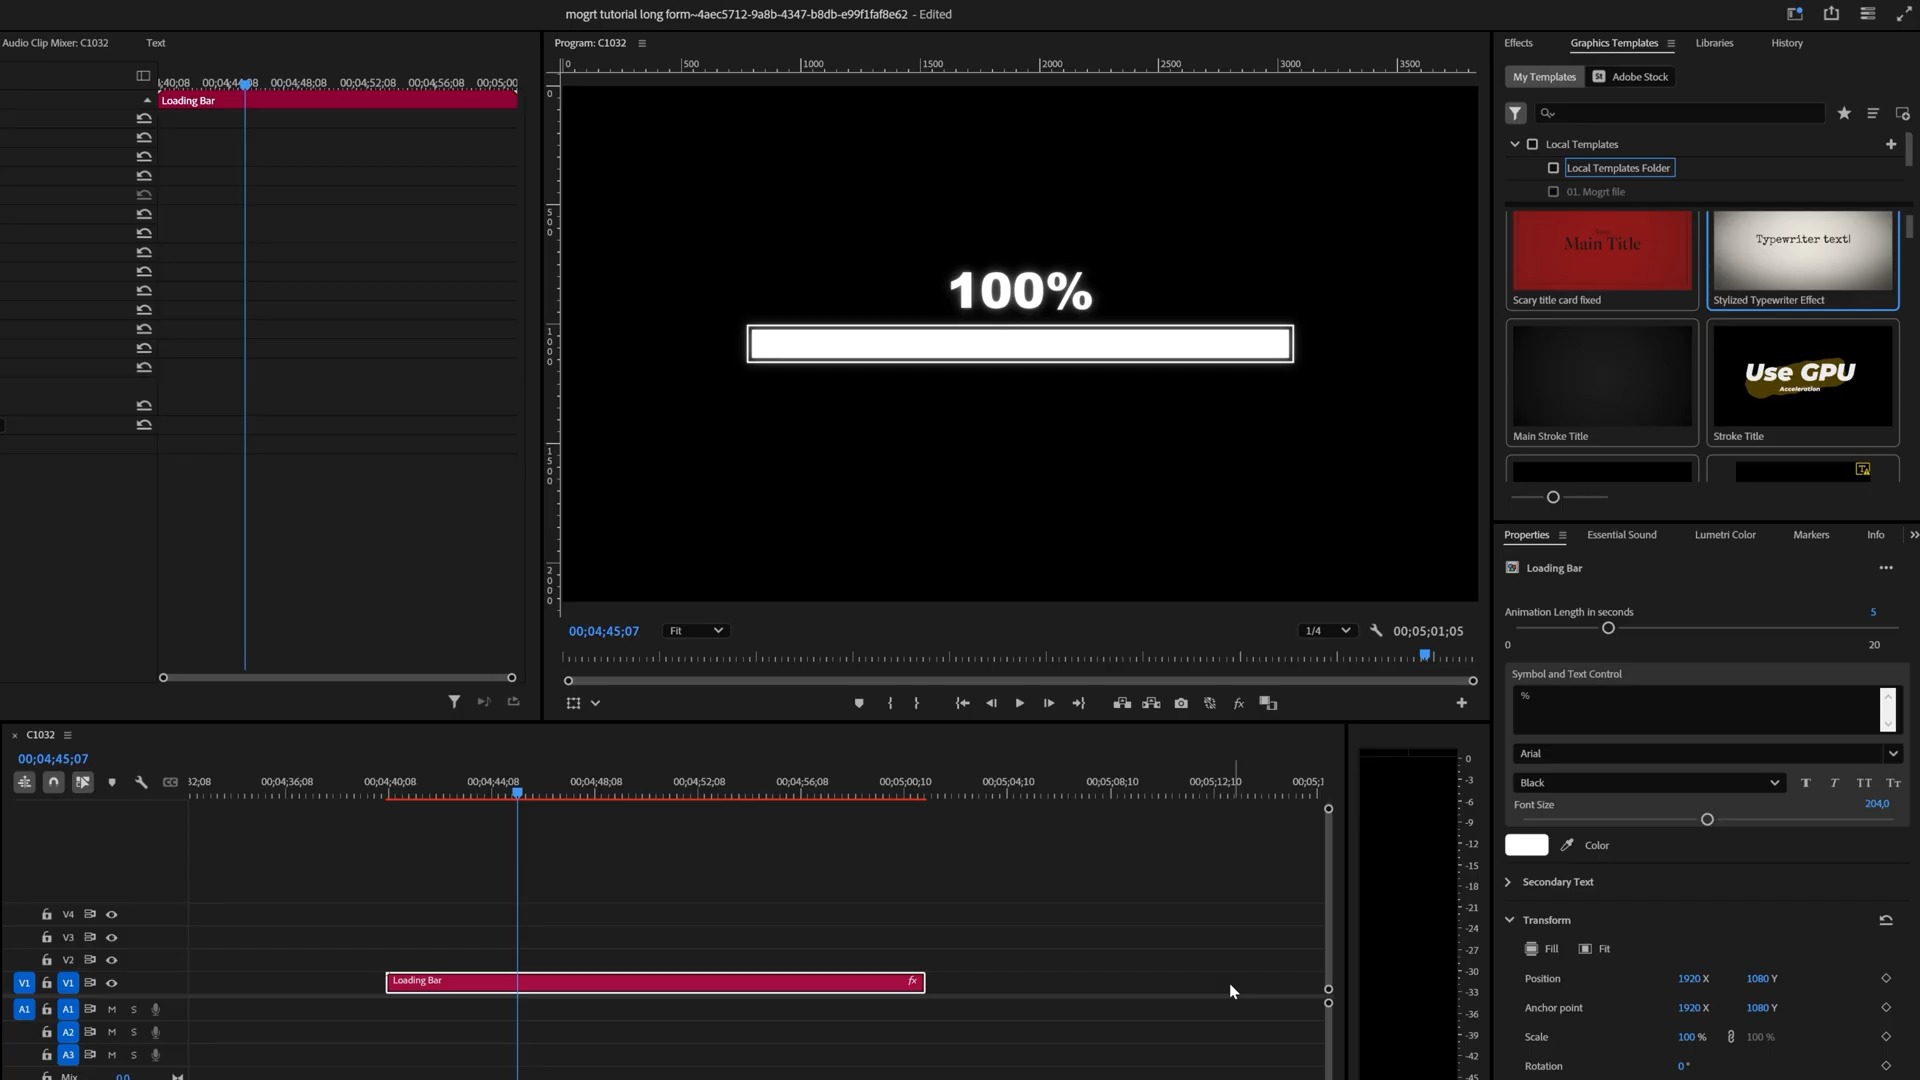 mogrt tutorial long form~4aec5712-9a8b-4347-b8db-e99f1faf8e62 - Edited
Audio Clip Mixer: C1032
Text
;40;08 00;04;44;08 00;04;48;08 00;04;52;08 00;04;56;08 00;05;00;
Loading Bar
Program: C1032
0 500 1000 1500 2000 2500 3000 3500
0
500
1000
1500
2000
100%
00;04;45;07
Fit
1/4
00;05;01;05
Effects
Graphics Templates
Libraries
History
My Templates
St Adobe Stock
Local Templates
Local Templates Folder
01. Mogrt file
Main Title
Scary title card fixed
Typewriter text
Stylized Typewriter Effect
Main Stroke Title
Use GPU
Acceleration
Stroke Title
Properties
Essential Sound
Lumetri Color
Markers
Info
Loading Bar
Animation Length in seconds 5
0 20
Symbol and Text Control
%
Arial
Black
T T TT Tт
Font Size 204,0
Color
Secondary Text
Transform
Fill
Fit
Position 1920 X 1080 Y
Anchor point 1920 X 1080 Y
Scale 100 % 100 %
Rotation 0°
C1032
00;04;45;07
32;08 00;04;36;08 00;04;40;08 00;04;44;08 00;04;48;08 00;04;52;08 00;04;56;08 00;05;00;10 00;05;04;10 00;05;08;10 00;05;12;10 00;05;1
V4
V3
V2
V1 V1
Loading Bar fx
A1 A1 M S
A2 M S
A3 M S
Mix 0,0
0
-3
-6
-9
-12
-15
-18
-21
-24
-27
-30
-33
-36
-39
-42
-45